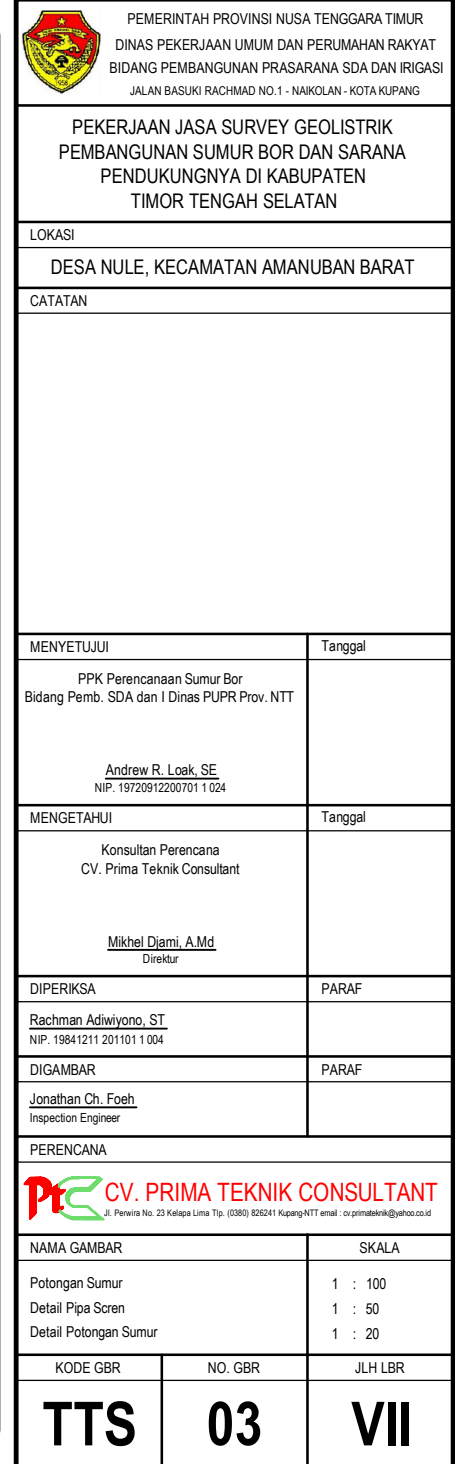 PEMERINTAH PROVINSI NUSA TENGGARA TIMUR
DINAS PEKERJAAN UMUM DAN PERUMAHAN RAKYAT
BIDANG PEMBANGUNAN PRASARANA SDA DAN IRIGASI
JALAN BASUKI RACHMAD NO.1 - NAIKOLAN - KOTA KUPANG
1958
PEKERJAAN JASA SURVEY GEOLISTRIK
PEMBANGUNAN SUMUR BOR DAN SARANA
PENDUKUNGNYA DI KABUPATEN
TIMOR TENGAH SELATAN
LOKASI
DESA NULE, KECAMATAN AMANUBAN BARAT
CATATAN
MENYETUJUI Tanggal
PPK Perencanaan Sumur Bor
Bidang Pemb. SDA dan I Dinas PUPR Prov. NTT
Andrew R. Loak, SE
NIP. 19720912200701 1 024
MENGETAHUI Tanggal
Konsultan Perencana
CV. Prima Teknik Consultant
Mikhel Djami, A.Md
Direktur
DIPERIKSA PARAF
Rachman Adiwiyono, ST
NIP. 19841211 201101 1 004
DIGAMBAR PARAF
Jonathan Ch. Foeh
Inspection Engineer
PERENCANA
PtC CV. PRIMA TEKNIK CONSULTANT
Jl. Perwira No. 23 Kelapa Lima Tlp. (0380) 826241 Kupang-NTT email : cv.primateknik@yahoo.co.id
NAMA GAMBAR SKALA
Potongan Sumur 1 : 100
Detail Pipa Scren 1 : 50
Detail Potongan Sumur 1 : 20
KODE GBR NO. GBR JLH LBR
TTS 03 VII